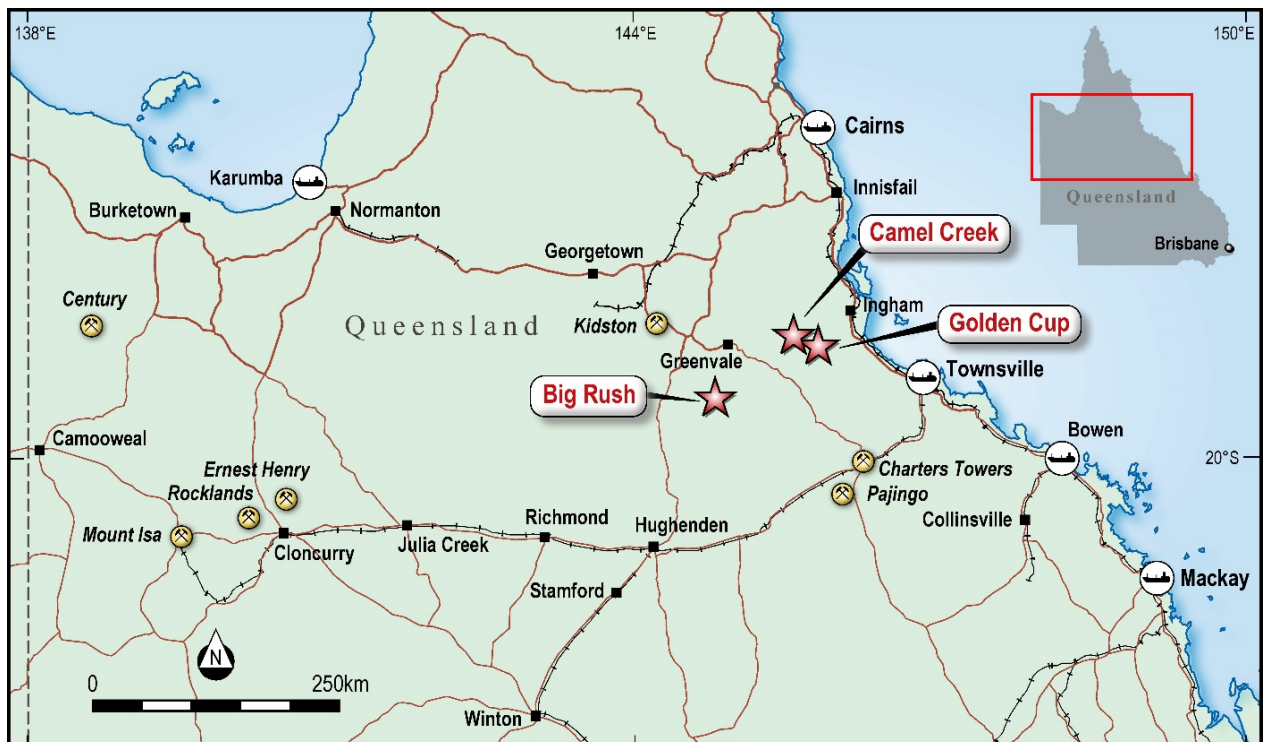 138°E
144°E
150°E
Cairns
Karumba
Innisfail
Burketown
Normanton
Queensland
Camel Creek
Brisbane
Georgetown
Century
Ingham
Queensland
Kidston
Golden Cup
Greenvale
Townsville
Big Rush
Bowen
Camooweal
20°S
Ernest Henry
Charters Towers
Rocklands
Pajingo
Richmond
Collinsville
Mount Isa
Hughenden
Cloncurry
Julia Creek
Mackay
Stamford
N
0
250km
Winton